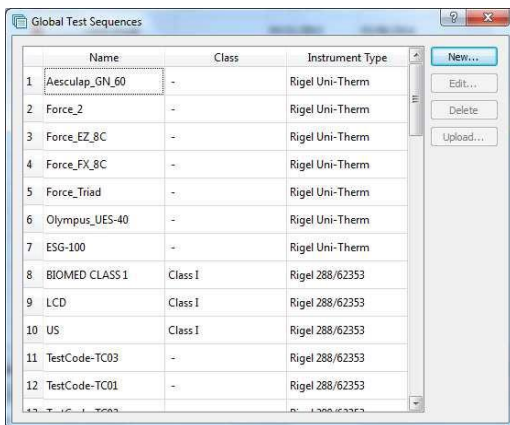 Global Test Sequences
Name Class Instrument Type
1 Aesculap_GN_60 - Rigel Uni-Therm
2 Force_2 - Rigel Uni-Therm
3 Force_EZ_8C - Rigel Uni-Therm
4 Force_FX_8C - Rigel Uni-Therm
5 Force_Triad - Rigel Uni-Therm
6 Olympus_UES-40 - Rigel Uni-Therm
7 ESG-100 - Rigel Uni-Therm
8 BIOMED CLASS 1 Class I Rigel 288/62353
9 LCD Class I Rigel 288/62353
10 US Class I Rigel 288/62353
11 TestCode-TC03 - Rigel 288/62353
12 TestCode-TC01 - Rigel 288/62353
New...
Edit...
Delete
Upload...